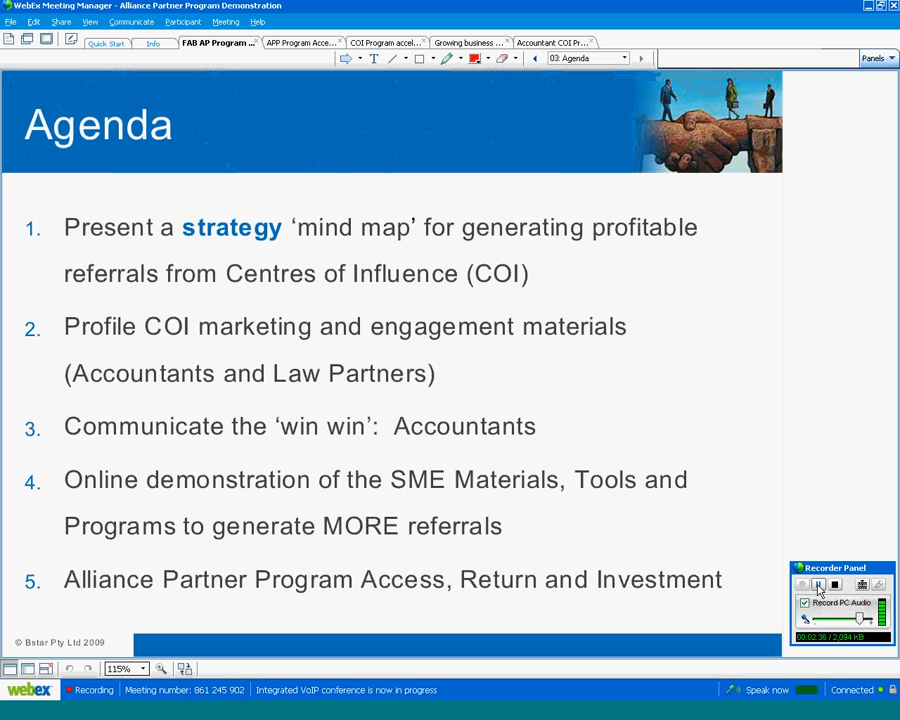 WebEx Meeting Manager - Alliance Partner Program Demonstration
File Edit Share View Communicate Participant Meeting Help
Quick Start Info FAB AP Program ... APP Program Acce... COI Program accel... Growing business ... Accountant COI Pr...
T 03: Agenda Panels
Agenda
1. Present a strategy ‘mind map’ for generating profitable
referrals from Centres of Influence (COI)
2. Profile COI marketing and engagement materials
(Accountants and Law Partners)
3. Communicate the ‘win win’: Accountants
4. Online demonstration of the SME Materials, Tools and
Programs to generate MORE referrals
5. Alliance Partner Program Access, Return and Investment
Recorder Panel
Record PC Audio
00:02:36 / 2,094 KB
© Bstar Pty Ltd 2009
115%
webex Recording Meeting number: 861 245 902 Integrated VoIP conference is now in progress Speak now Connected